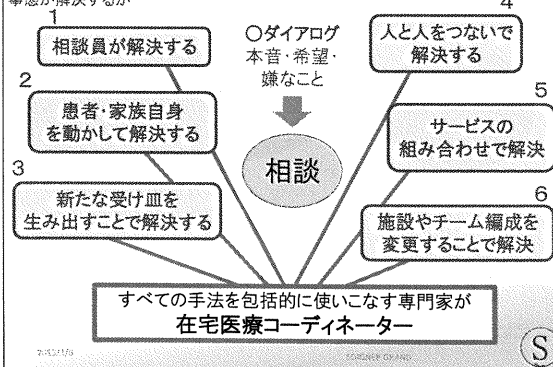 事態が解決するか
1
相談員が解決する
2
患者・家族自身
を動かして解決する
3
新たな受け皿を
生み出すことで解決する
○ダイアログ
本音・希望・
嫌なこと
相談
4
人と人をつないで
解決する
5
サービスの
組み合わせで解決
6
施設やチーム編成を
変更することで解決
すべての手法を包括的に使いこなす専門家が
在宅医療コーディネーター
S